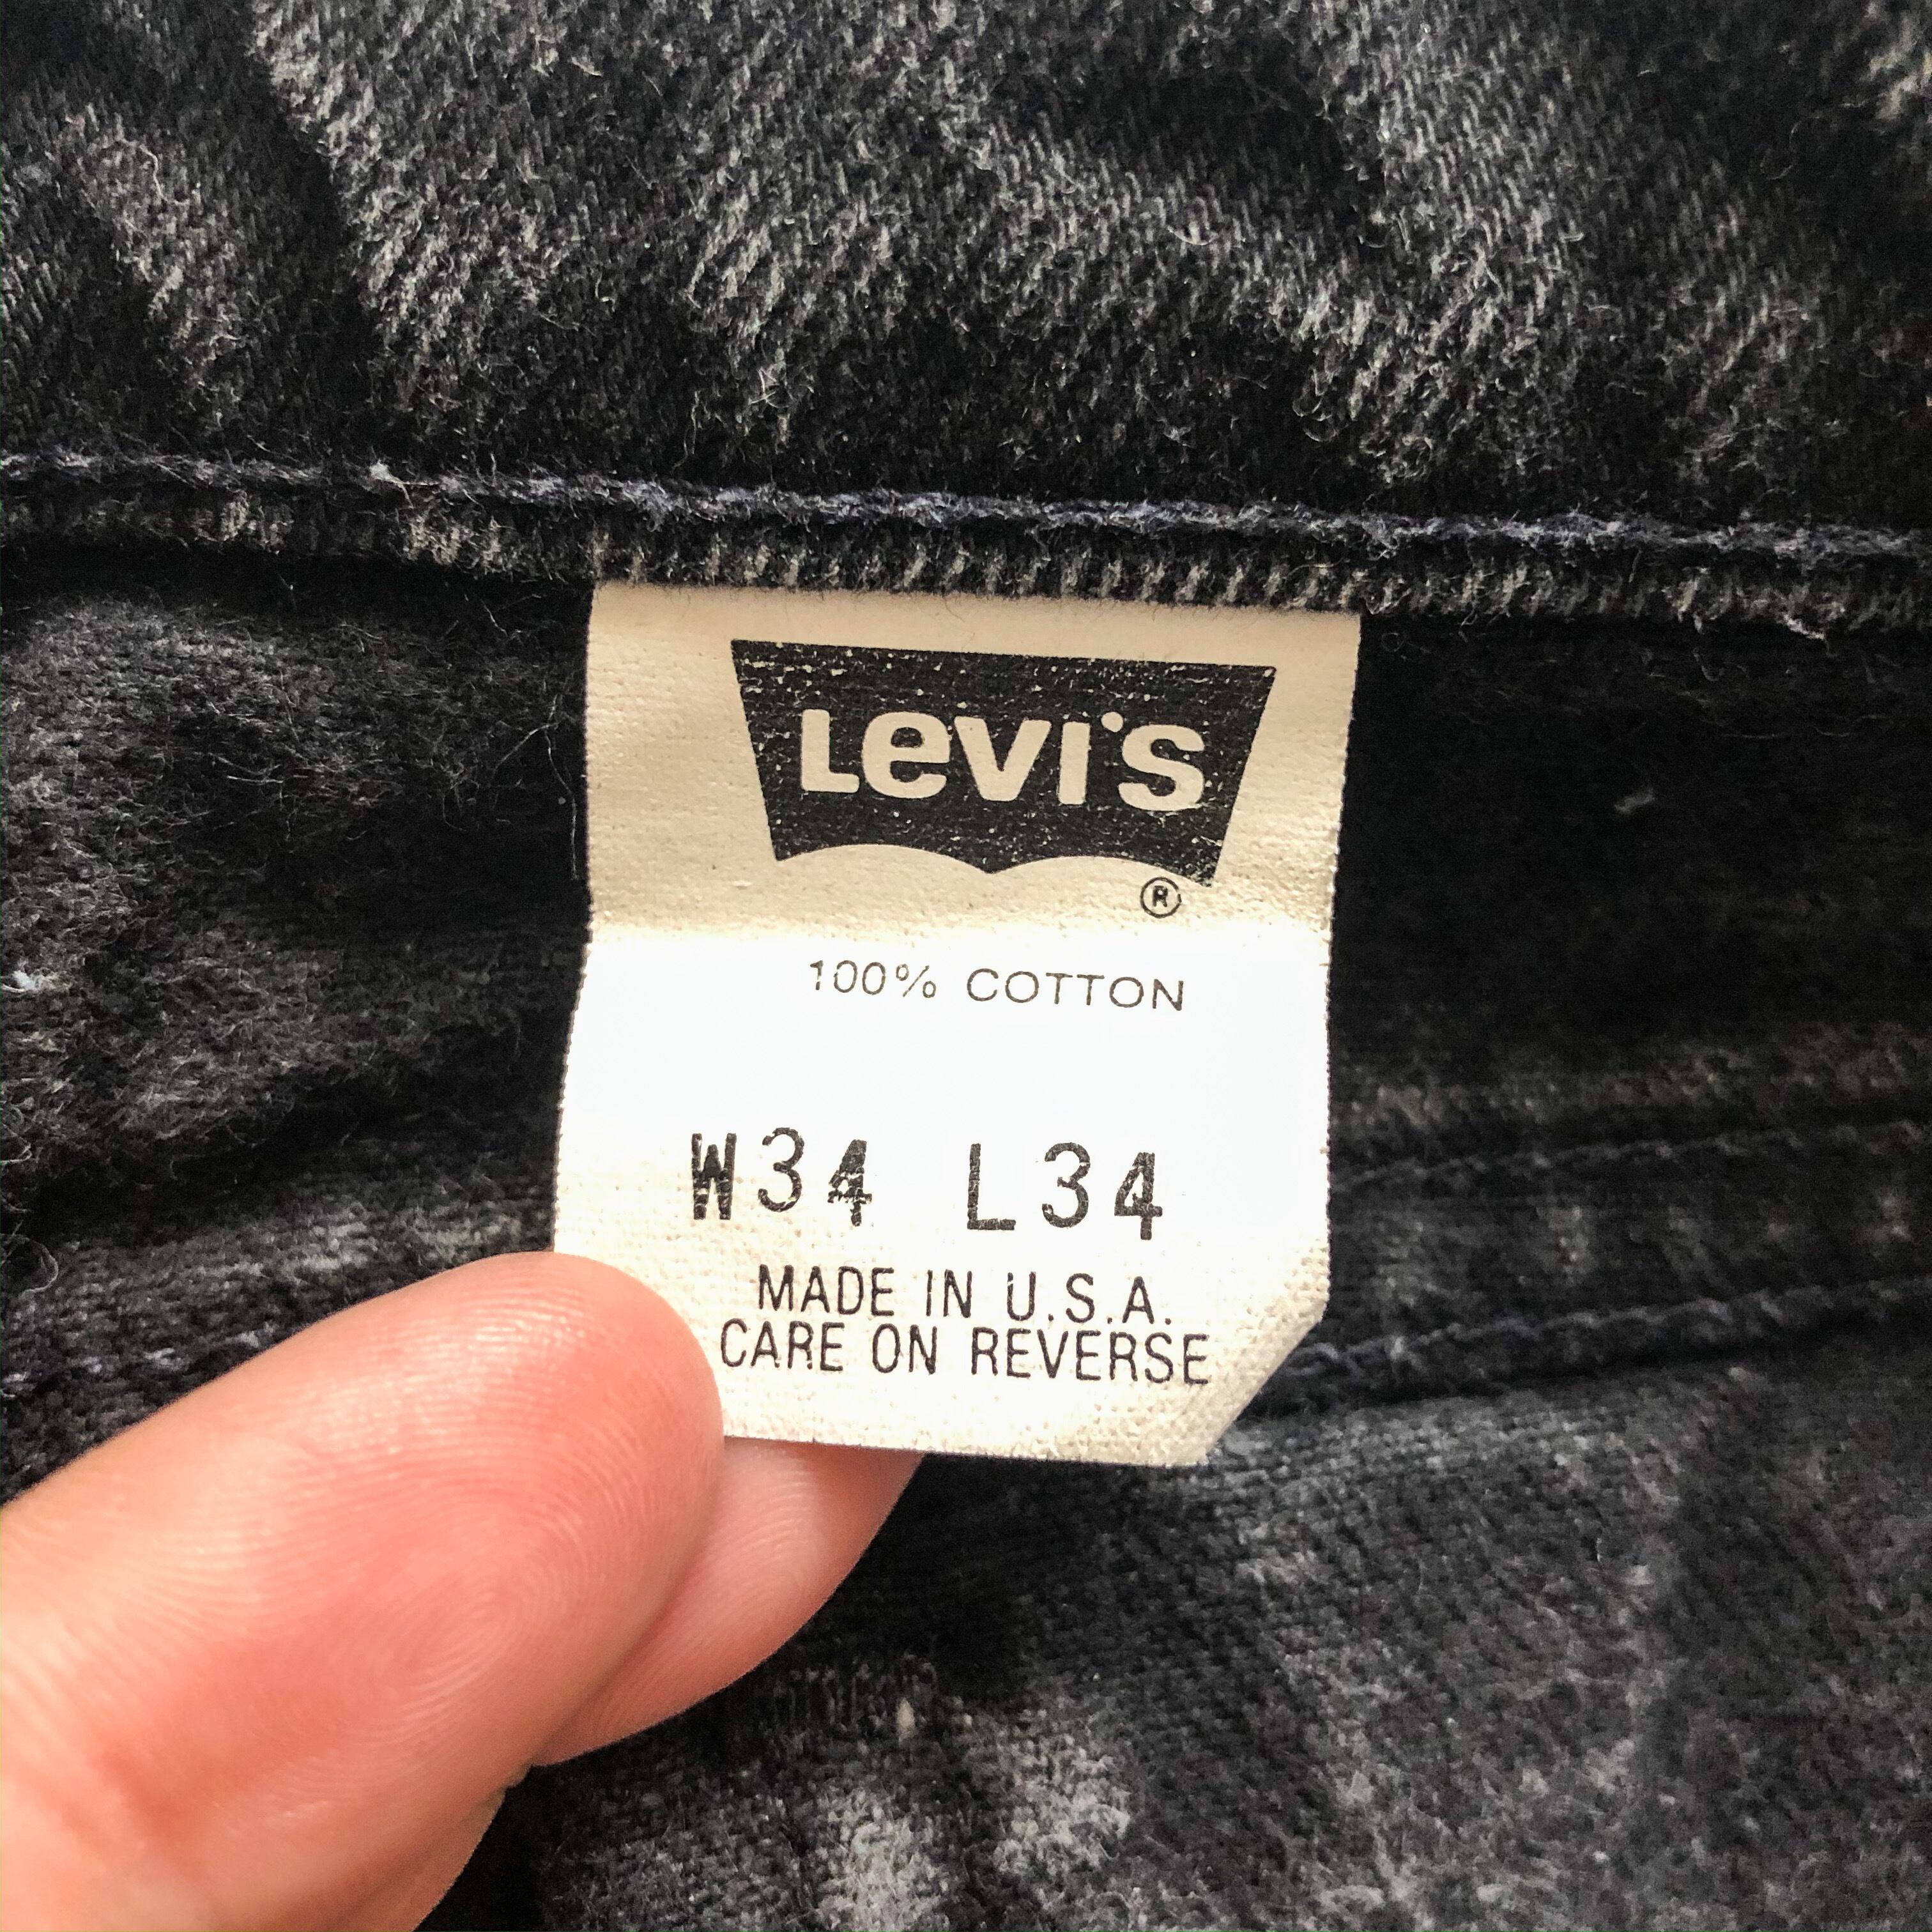 Levi's
®
100% COTTON
W34 L34
MADE IN U.S.A.
CARE ON REVERSE